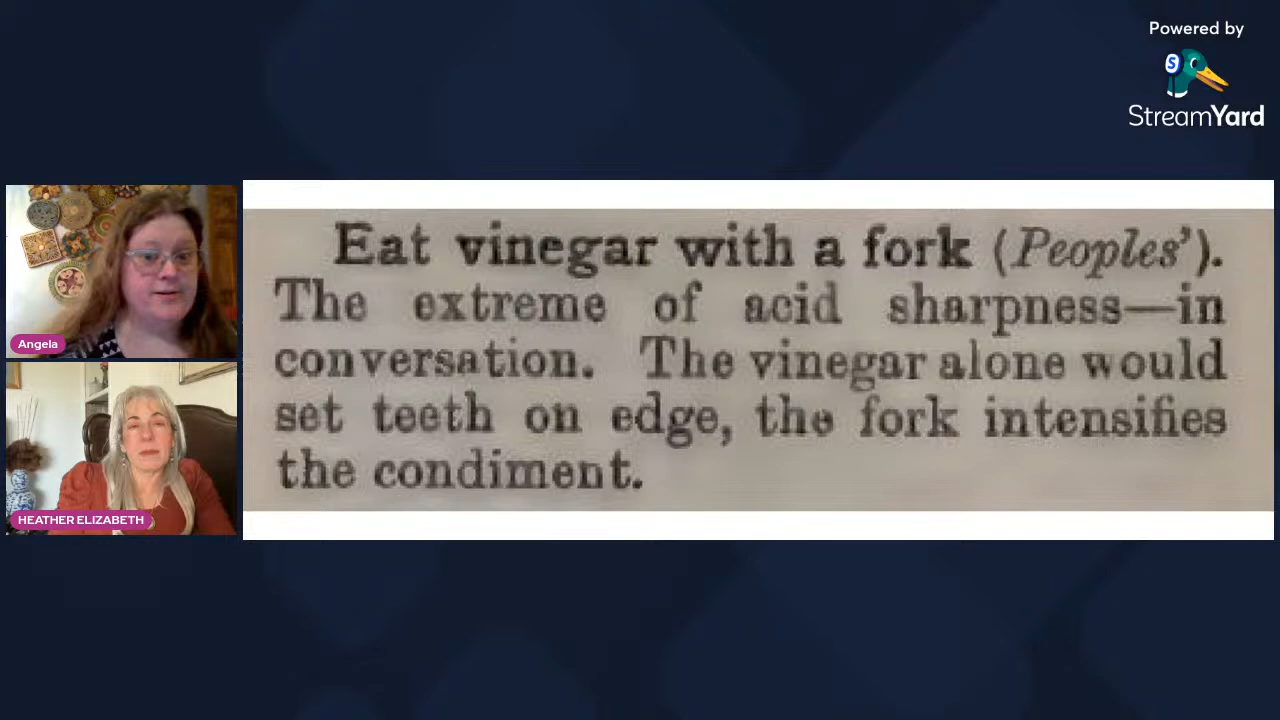 Powered by
StreamYard
Eat vinegar with a fork (Peoples').
The extreme of acid sharpness—in
conversation. The vinegar alone would
set teeth on edge, the fork intensifies
the condiment.
Angela
HEATHER ELIZABETH